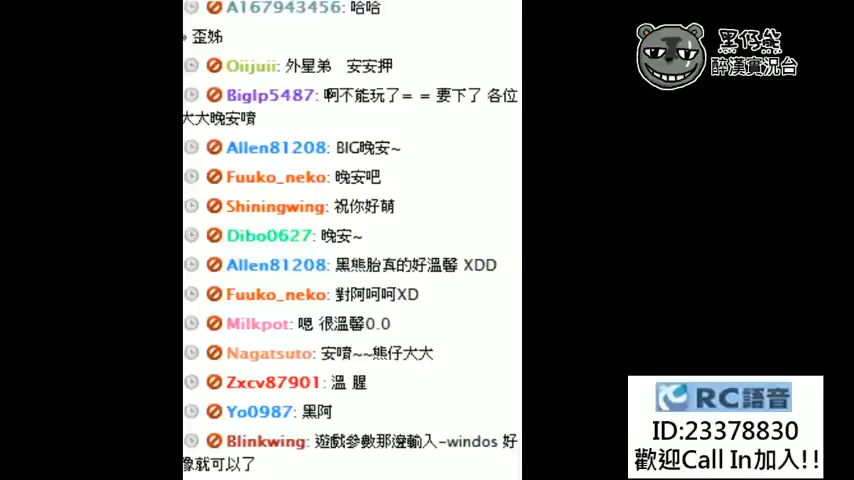 A167943456: 哈哈
歪姊
Oiijuii: 外星弟 安安押
Biglp5487: 啊不能玩了= = 要下了 各位
大大晚安唷
Allen81208: BIG晚安~
Fuuko_neko: 晚安吧
Shiningwing: 祝你好萌
Dibo0627: 晚安~
Allen81208: 黑熊胎真的好溫馨 XDD
Fuuko_neko: 對阿呵呵XD
Milkpot: 嗯 很溫馨0.0
Nagatsuto: 安唷~~熊仔大大
Zxcv87901: 溫 腥
Yo0987: 黑阿
Blinkwing: 遊戲參數那邊輸入-windos 好
像就可以了
黑仔熊
醉漢實況台
RC語音
ID:23378830
歡迎Call In加入!!